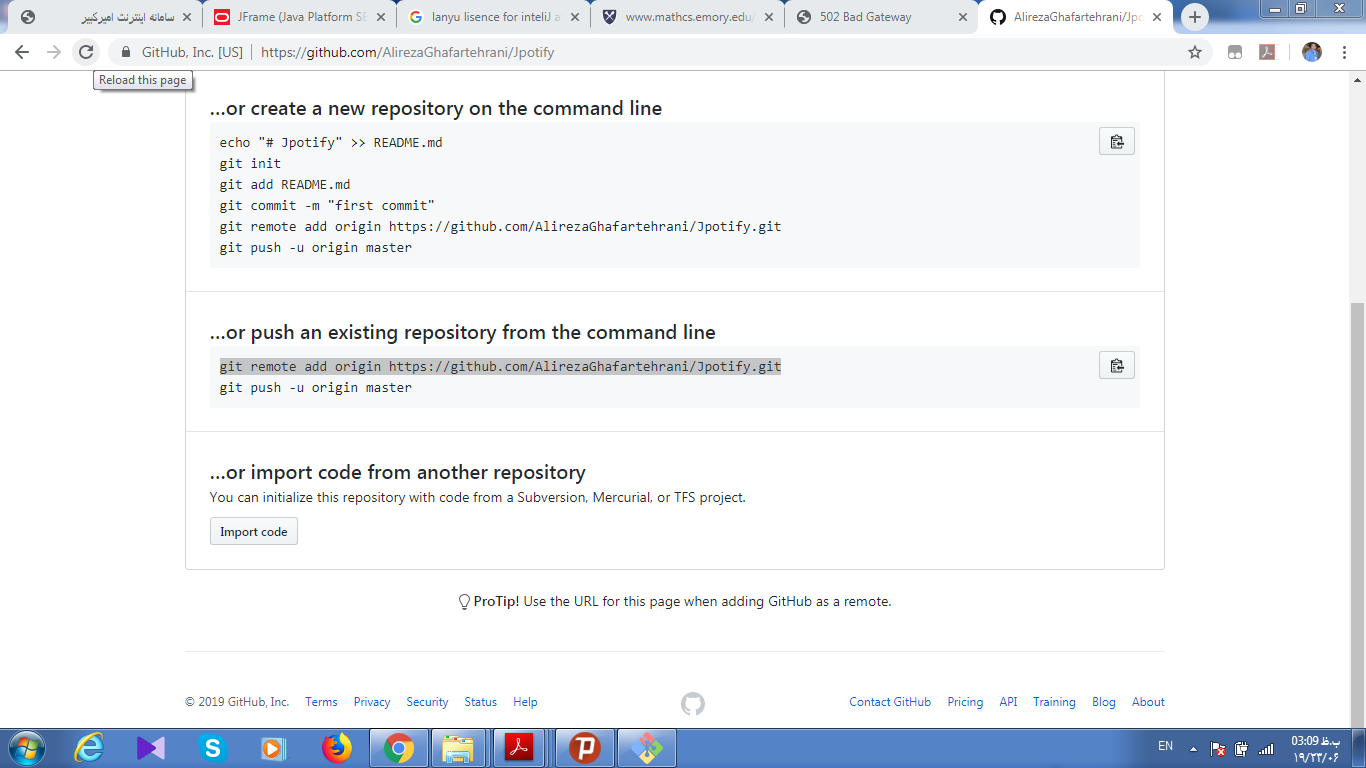 سامانه اینترنت امیرکبیر
JFrame (Java Platform SE
lanyu lisence for inteliJ a
www.mathcs.emory.edu/
502 Bad Gateway
AlirezaGhafartehrani/Jpo
GitHub, Inc. [US] | https://github.com/AlirezaGhafartehrani/Jpotify
Reload this page
...or create a new repository on the command line
echo "# Jpotify" >> README.md
git init
git add README.md
git commit -m "first commit"
git remote add origin https://github.com/AlirezaGhafartehrani/Jpotify.git
git push -u origin master
...or push an existing repository from the command line
git remote add origin https://github.com/AlirezaGhafartehrani/Jpotify.git
git push -u origin master
...or import code from another repository
You can initialize this repository with code from a Subversion, Mercurial, or TFS project.
Import code
ProTip! Use the URL for this page when adding GitHub as a remote.
© 2019 GitHub, Inc. Terms Privacy Security Status Help
Contact GitHub Pricing API Training Blog About
EN
03:09 ب.ظ
۱۹/۲۳/۰۶